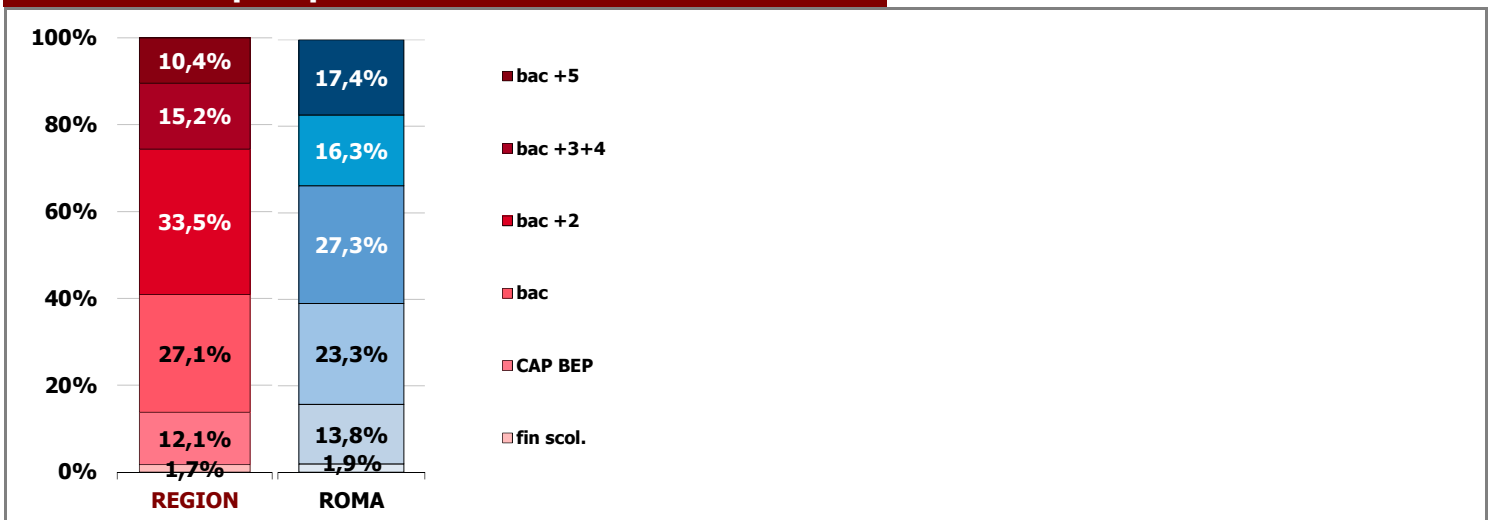 100%
80%
60%
40%
20%
0%
10,4%
15,2%
33,5%
27,1%
12,1%
1,7%
REGION
17,4%
16,3%
27,3%
23,3%
13,8%
1,9%
ROMA
bac +5
bac +3+4
bac +2
bac
CAP BEP
fin scol.